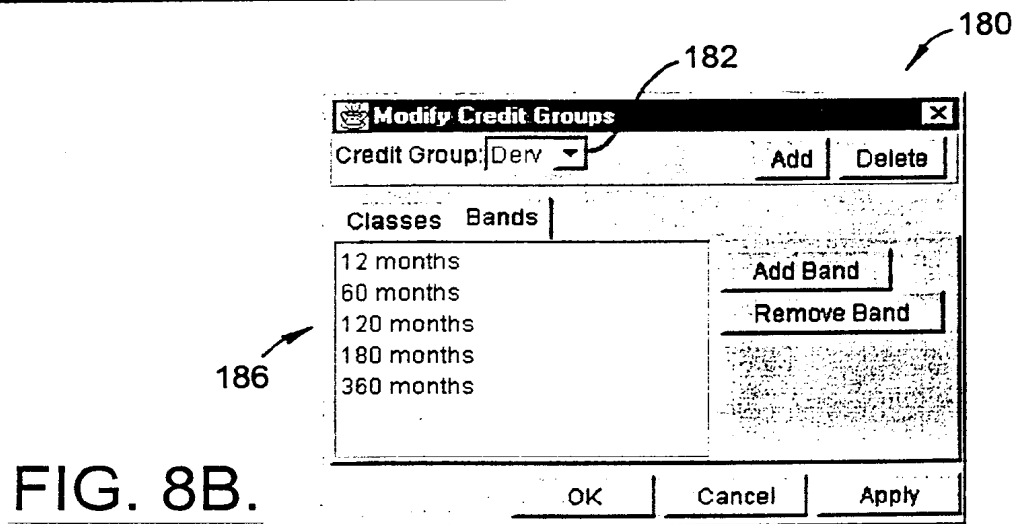 180
182
Modify Credit Groups
Credit Group: Derv
Add Delete
Classes Bands
12 months
60 months
120 months
180 months
360 months
Add Band
Remove Band
186
OK Cancel Apply
FIG. 8B.